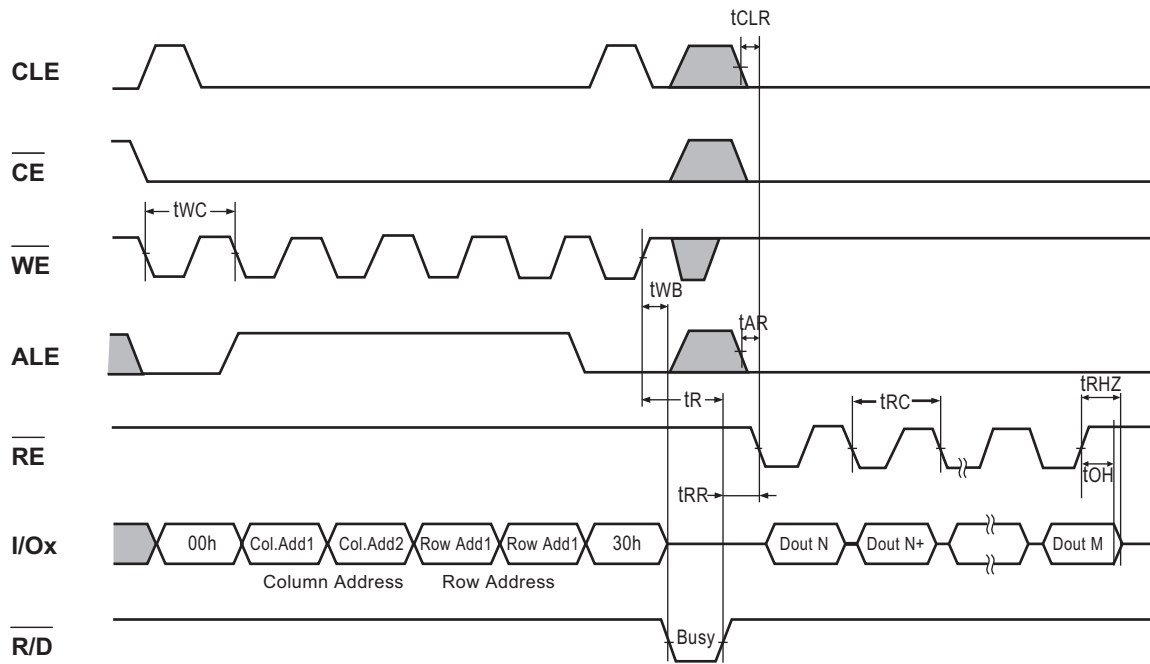 tCLR
CLE
CE
tWC
WE
tWB
tAR
ALE
tR
tRC
tRHZ
RE
tRR
tOH
I/Ox
00h
Col.Add1
Col.Add2
Row Add1
Row Add1
30h
Dout N
Dout N+
Dout M
Column Address
Row Address
R/D
Busy